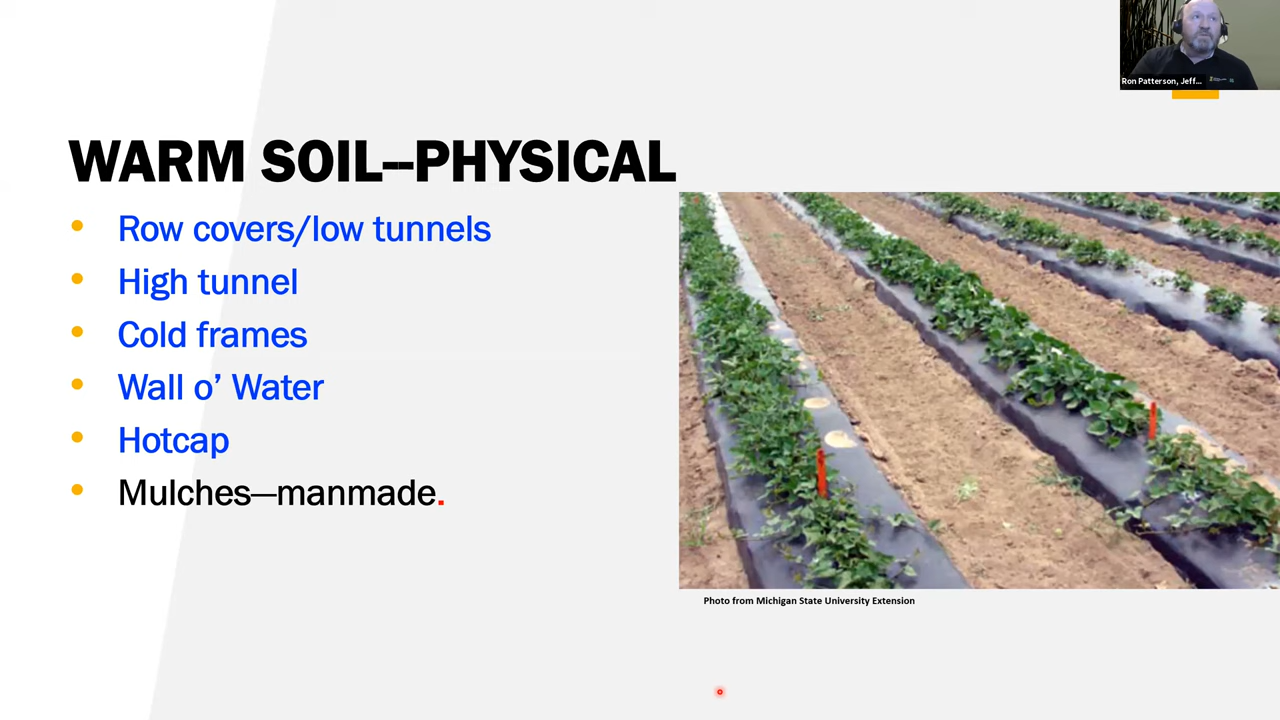 Ron Patterson, Jeff...
WARM SOIL--PHYSICAL
• Row covers/low tunnels
• High tunnel
• Cold frames
• Wall o’ Water
• Hotcap
• Mulches—manmade.
Photo from Michigan State University Extension